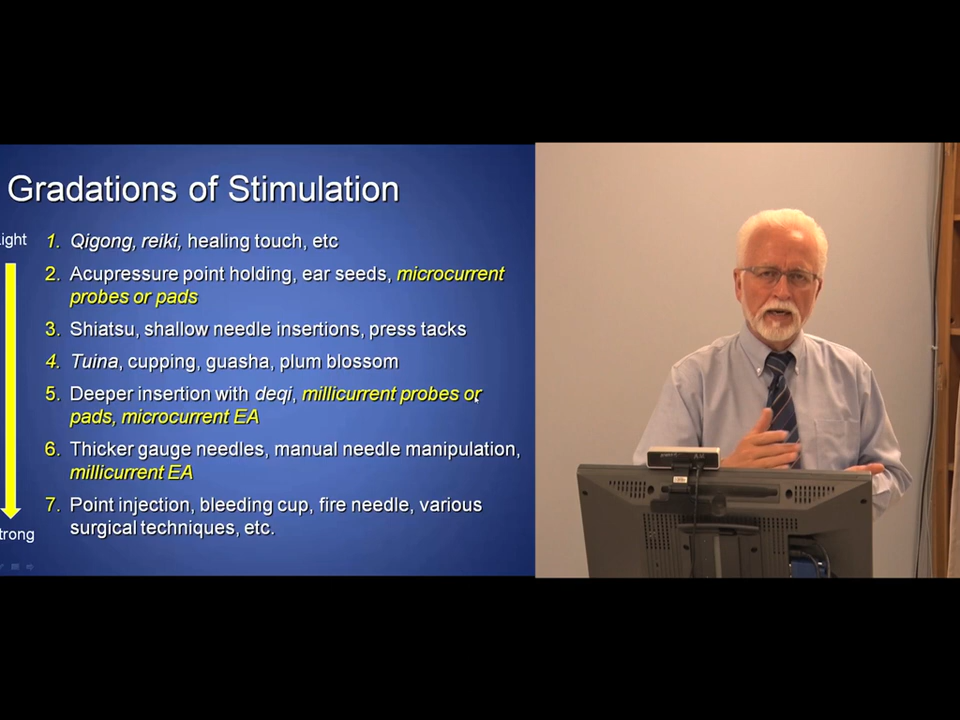 Gradations of Stimulation
ight
1. Qigong, reiki, healing touch, etc
2. Acupressure point holding, ear seeds, microcurrent
probes or pads
3. Shiatsu, shallow needle insertions, press tacks
4. Tuina, cupping, guasha, plum blossom
5. Deeper insertion with deqi, millicurrent probes or
pads, microcurrent EA
6. Thicker gauge needles, manual needle manipulation,
millicurrent EA
7. Point injection, bleeding cup, fire needle, various
surgical techniques, etc.
trong